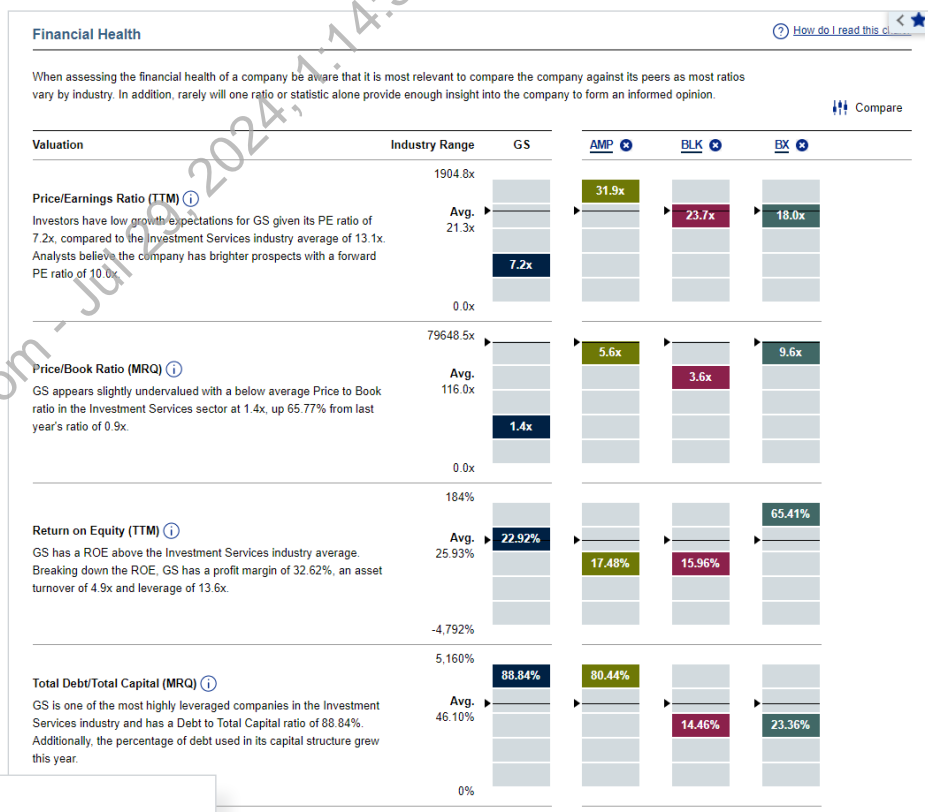 Financial Health
How do I read this c
When assessing the financial health of a company be aware that it is most relevant to compare the company against its peers as most ratios
vary by industry. In addition, rarely will one ratio or statistic alone provide enough insight into the company to form an informed opinion.
Compare
Valuation Industry Range GS AMP BLK BX
1904.8x
Price/Earnings Ratio (TTM)
Investors have low growth expectations for GS given its PE ratio of
7.2x, compared to the Investment Services industry average of 13.1x.
Analysts believe the company has brighter prospects with a forward
PE ratio of 10.0x.
Avg.
21.3x
0.0x
7.2x
31.9x
23.7x
18.0x
79648.5x
Price/Book Ratio (MRQ)
GS appears slightly undervalued with a below average Price to Book
ratio in the Investment Services sector at 1.4x, up 65.77% from last
year's ratio of 0.9x.
Avg.
116.0x
0.0x
1.4x
5.6x
3.6x
9.6x
184%
Return on Equity (TTM)
GS has a ROE above the Investment Services industry average.
Breaking down the ROE, GS has a profit margin of 32.62%, an asset
turnover of 4.9x and leverage of 13.6x.
Avg.
25.93%
-4,792%
22.92%
17.48%
15.96%
65.41%
5,160%
Total Debt/Total Capital (MRQ)
GS is one of the most highly leveraged companies in the Investment
Services industry and has a Debt to Total Capital ratio of 88.84%.
Additionally, the percentage of debt used in its capital structure grew
this year.
Avg.
46.10%
0%
88.84%
80.44%
14.46%
23.36%
om - Jul 29, 2024, 1:14:3